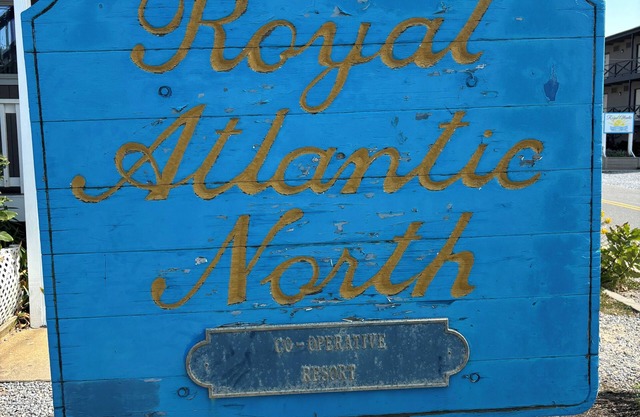 Royal
Atlantic
North
CO-OPERATIVE
RESORT